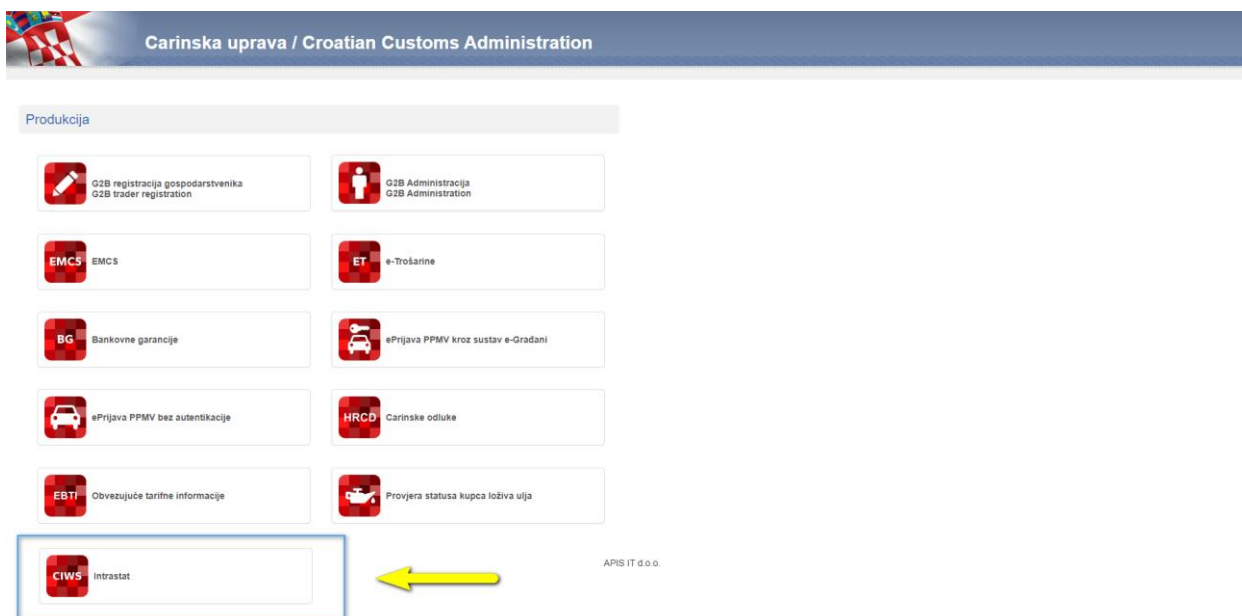 Carinska uprava / Croatian Customs Administration
Produkcija
G2B registracija gospodarstvenika
G2B trader registration
G2B Administracija
G2B Administration
EMCS EMCS
ET e-Trošarine
BG Bankovne garancije
ePrijava PPMV kroz sustav e-Građani
ePrijava PPMV bez autentikacije
HRCD Carinske odluke
EBTI Obvezujuće tarifne informacije
Provjera statusa kupca loživa ulja
CIWS Intrastat
APIS IT d.o.o.